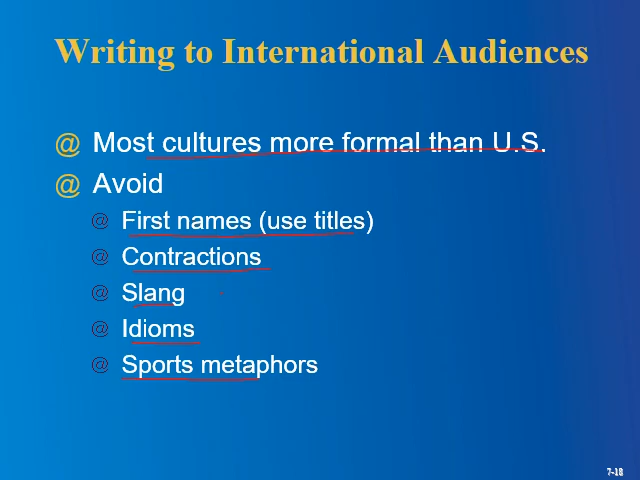 Writing to International Audiences
@ Most cultures more formal than U.S.
@ Avoid
@ First names (use titles)
@ Contractions
@ Slang
@ Idioms
@ Sports metaphors
7-18